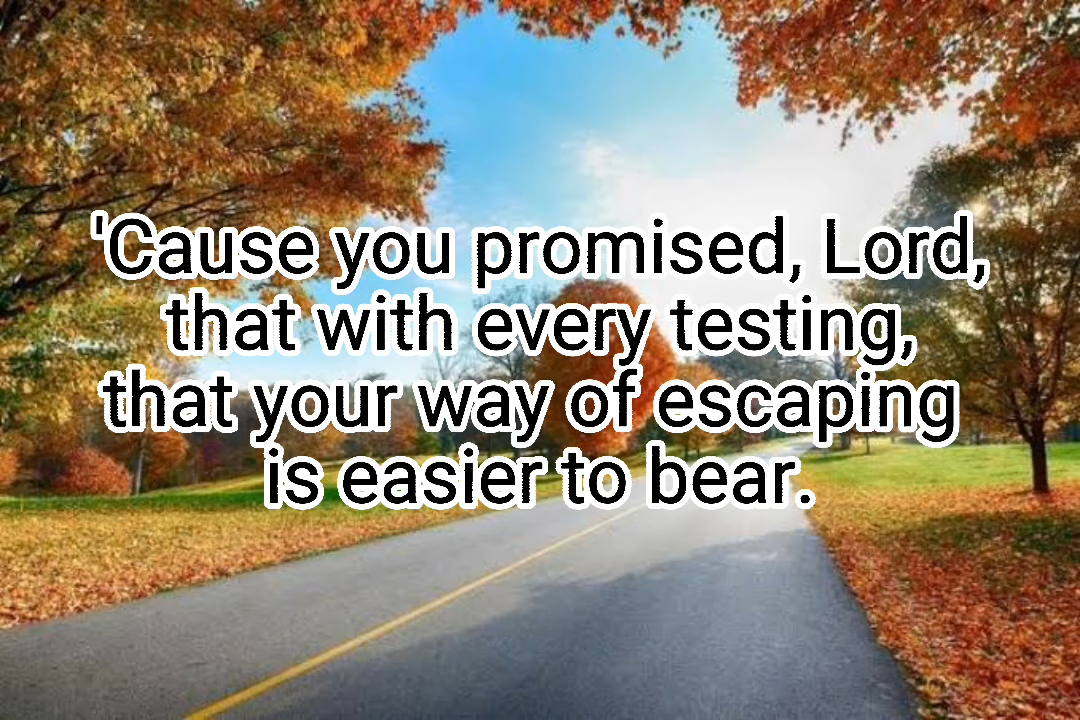 'Cause you promised, Lord,
that with every testing,
that your way of escaping
is easier to bear.